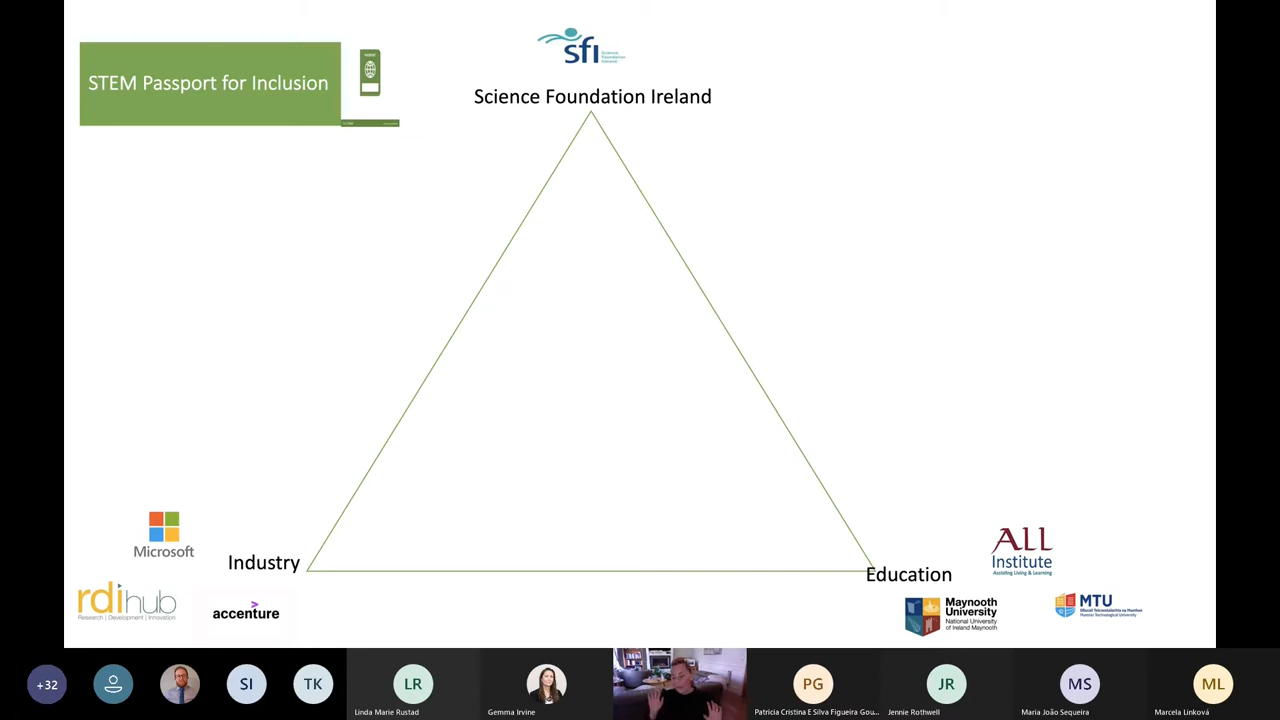 STEM Passport for Inclusion
sfi
Science
Foundation
Ireland
Science Foundation Ireland
Microsoft
Industry
rdi hub
Research | Development | Innovation
accenture
Education
ALL
Institute
Assisting Living & Learning
Maynooth
University
National University
of Ireland Maynooth
MTU
Ollscoil Teicneolaíochta na Mumhan
Munster Technological University
+32
SI
TK
LR
Linda Marie Rustad
Gemma Irvine
PG
Patricia Cristina E Silva Figueira Gou...
JR
Jennie Rothwell
MS
Maria João Sequeira
ML
Marcela Linková